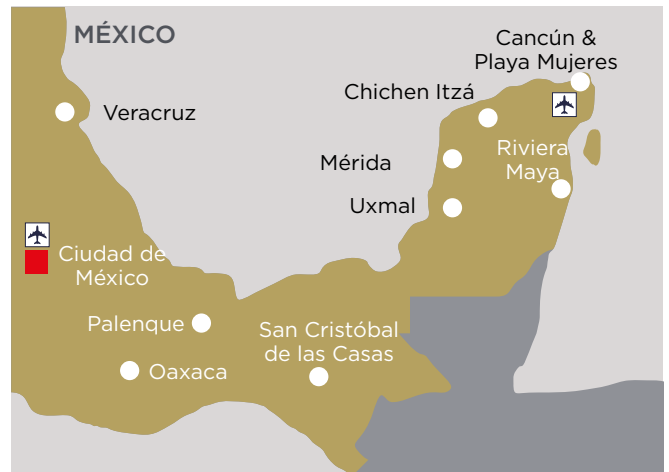 MÉXICO
Cancún &
Playa Mujeres
Chichen Itzá
Veracruz
Riviera
Maya
Mérida
Uxmal
Ciudad de
México
Palenque
San Cristóbal
de las Casas
Oaxaca